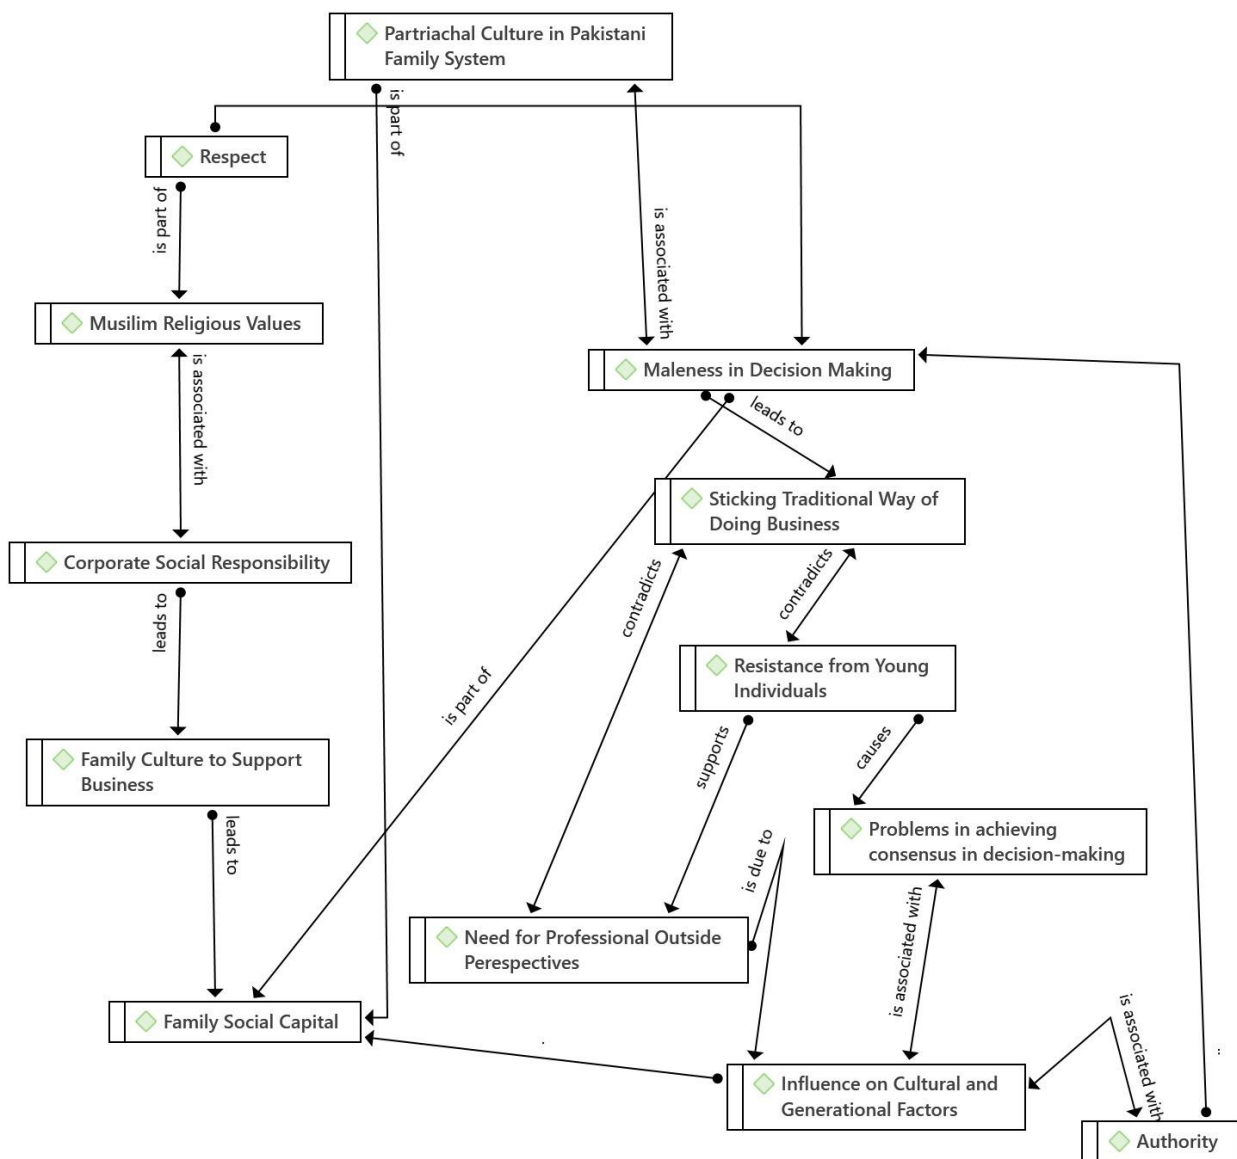 Partriachal Culture in Pakistani
Family System
is part of
Respect
is part of
is associated with
Musilim Religious Values
is associated with
Maleness in Decision Making
leads to
Sticking Traditional Way of
Doing Business
Corporate Social Responsibility
leads to
contradicts
contradicts
Resistance from Young
Individuals
is part of
supports
causes
Family Culture to Support
Business
leads to
is due to
Problems in achieving
consensus in decision-making
is associated with
Need for Professional Outside
Perespectives
Family Social Capital
.
is associated with
..
Influence on Cultural and
Generational Factors
Authority